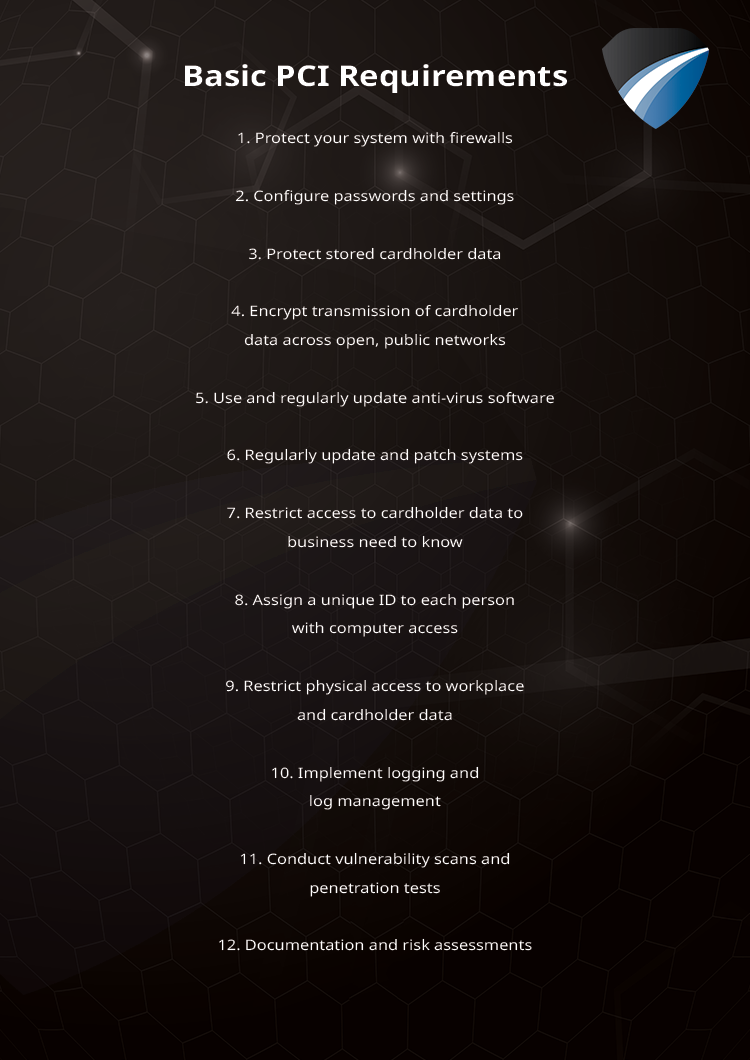 Basic PCI Requirements
1. Protect your system with firewalls
2. Configure passwords and settings
3. Protect stored cardholder data
4. Encrypt transmission of cardholder
data across open, public networks
5. Use and regularly update anti-virus software
6. Regularly update and patch systems
7. Restrict access to cardholder data to
business need to know
8. Assign a unique ID to each person
with computer access
9. Restrict physical access to workplace
and cardholder data
10. Implement logging and
log management
11. Conduct vulnerability scans and
penetration tests
12. Documentation and risk assessments